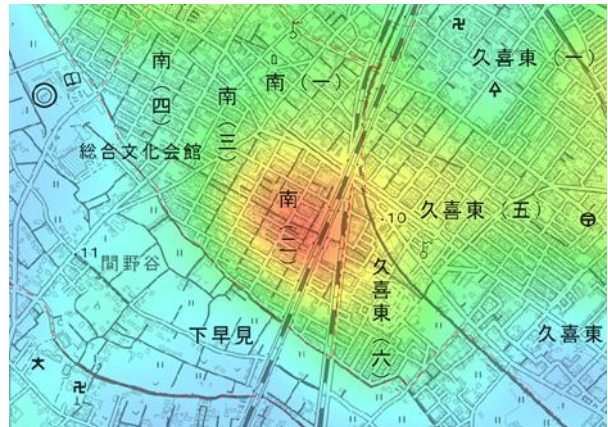 久喜東(一)
南(一)
南(四)
南(三)
総合文化会館
南(二)
久喜東(五)
·10
·11
間野谷
久喜東(六)
下早見
久喜東